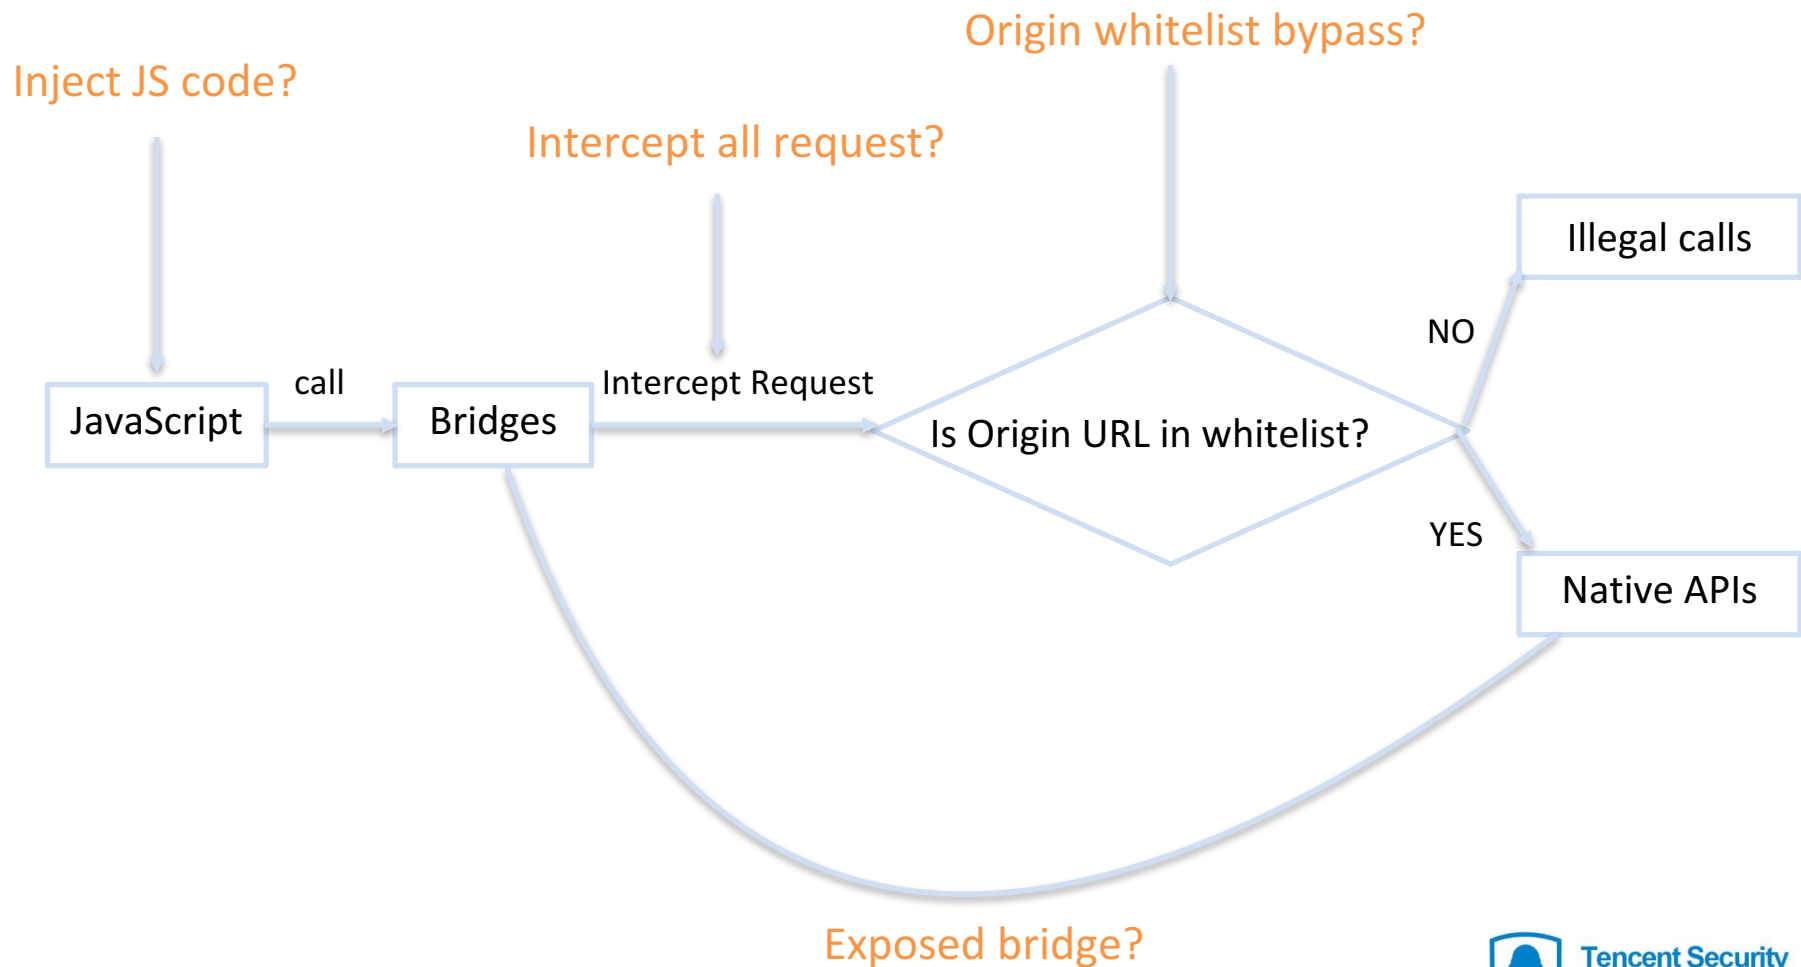 Origin whitelist bypass?
Inject JS code?
Intercept all request?
Illegal calls
NO
call
Intercept Request
JavaScript
Bridges
Is Origin URL in whitelist?
YES
Native APIs
Exposed bridge?
Tencent Security